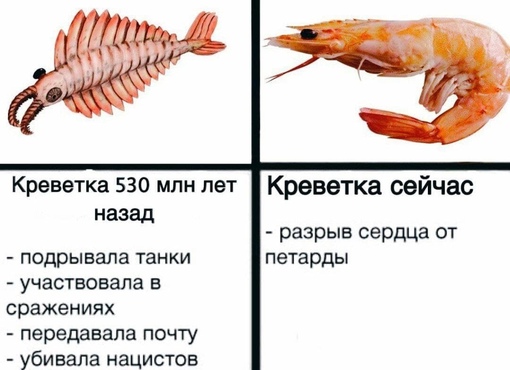 Креветка 530 млн лет
назад
- подрывала танки
- участвовала в
сражениях
- передавала почту
- убивала нацистов
Креветка сейчас
- разрыв сердца от
петарды